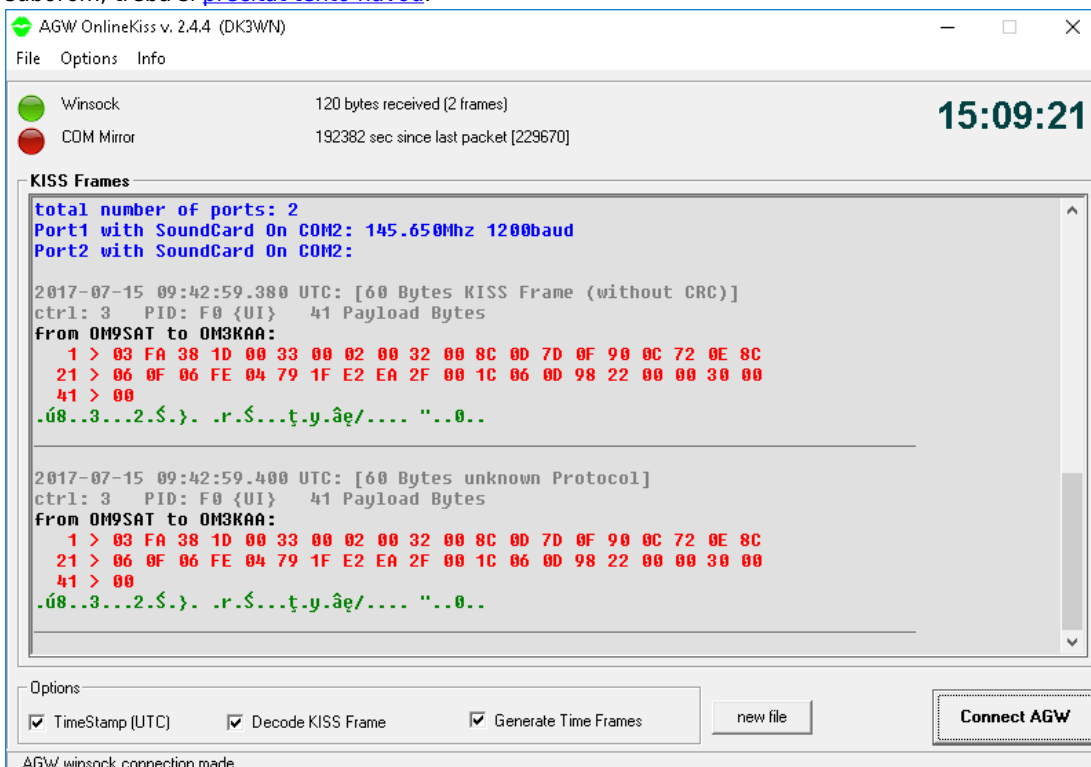 súborom, treba si prečítať tento návod.
AGW OnlineKiss v. 2.4.4 (DK3WN)
File Options Info
Winsock 120 bytes received (2 frames) 15:09:21
COM Mirror 192382 sec since last packet [229670]
KISS Frames
total number of ports: 2
Port1 with SoundCard On COM2: 145.650Mhz 1200baud
Port2 with SoundCard On COM2:
2017-07-15 09:42:59.380 UTC: [60 Bytes KISS Frame (without CRC)]
ctrl: 3 PID: F0 {UI} 41 Payload Bytes
from OM9SAT to OM3KAA:
1 > 03 FA 38 1D 00 33 00 02 00 32 00 8C 0D 7D 0F 90 0C 72 0E 8C
21 > 06 0F 06 FE 04 79 1F E2 EA 2F 00 1C 06 0D 98 22 00 00 30 00
41 > 00
.ú8..3...2.Ś.}. .r.Ś...ţ.y.âę/.... "..0..
2017-07-15 09:42:59.400 UTC: [60 Bytes unknown Protocol]
ctrl: 3 PID: F0 {UI} 41 Payload Bytes
from OM9SAT to OM3KAA:
1 > 03 FA 38 1D 00 33 00 02 00 32 00 8C 0D 7D 0F 90 0C 72 0E 8C
21 > 06 0F 06 FE 04 79 1F E2 EA 2F 00 1C 06 0D 98 22 00 00 30 00
41 > 00
.ú8..3...2.Ś.}. .r.Ś...ţ.y.âę/.... "..0..
Options
TimeStamp (UTC) Decode KISS Frame Generate Time Frames new file Connect AGW
AGW winsock connection made